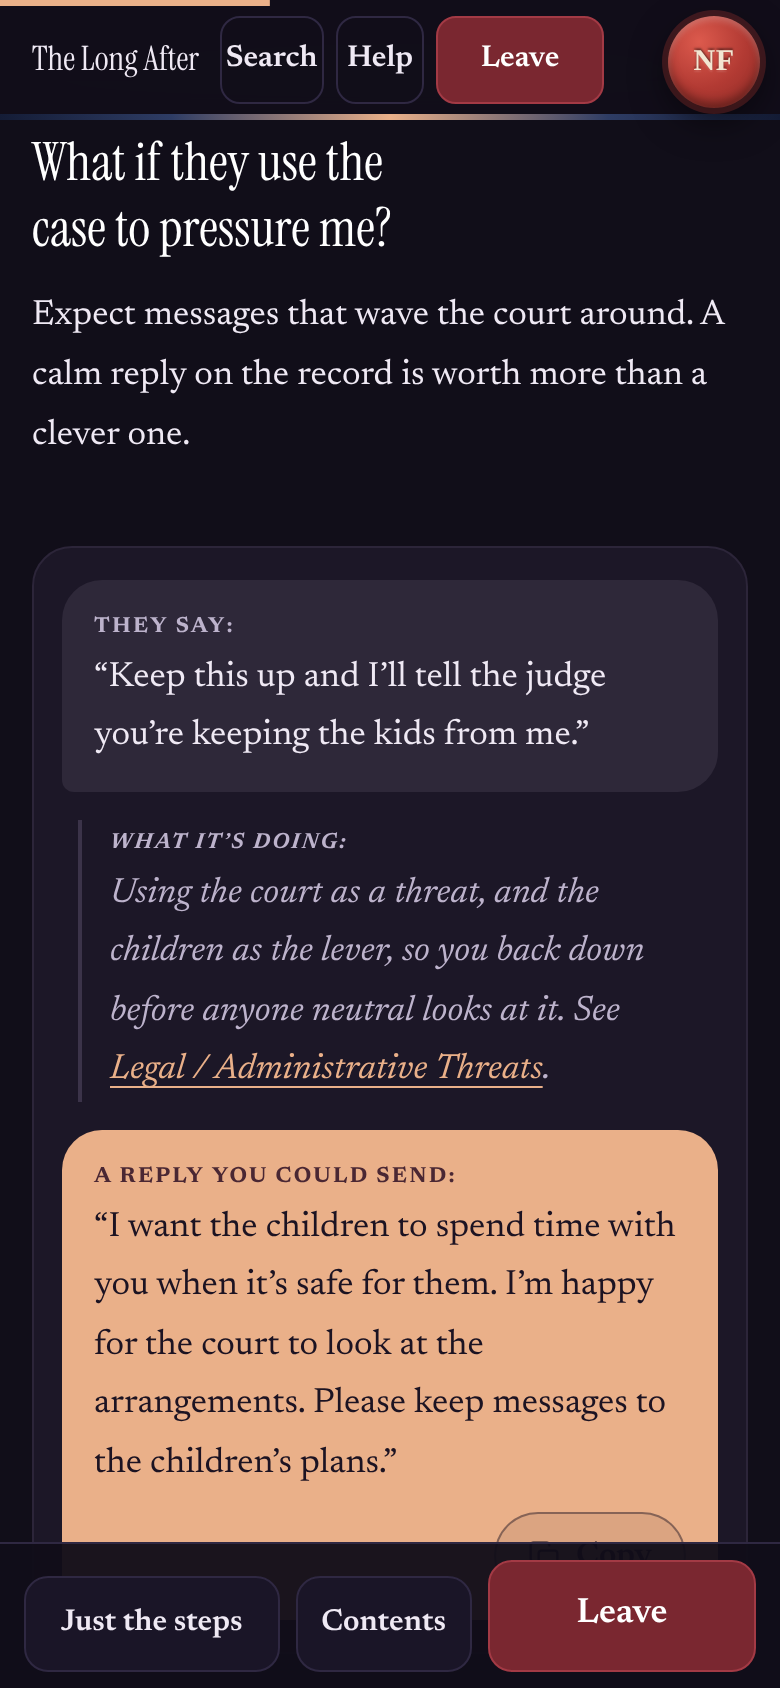 The Long After
Search
Help
Leave
NF
What if they use the
case to pressure me?
Expect messages that wave the court around. A
calm reply on the record is worth more than a
clever one.
THEY SAY:
“Keep this up and I’ll tell the judge
you’re keeping the kids from me.”
WHAT IT’S DOING:
Using the court as a threat, and the
children as the lever, so you back down
before anyone neutral looks at it. See
Legal / Administrative Threats.
A REPLY YOU COULD SEND:
“I want the children to spend time with
you when it’s safe for them. I’m happy
for the court to look at the
arrangements. Please keep messages to
the children’s plans.”
Copy
Just the steps
Contents
Leave